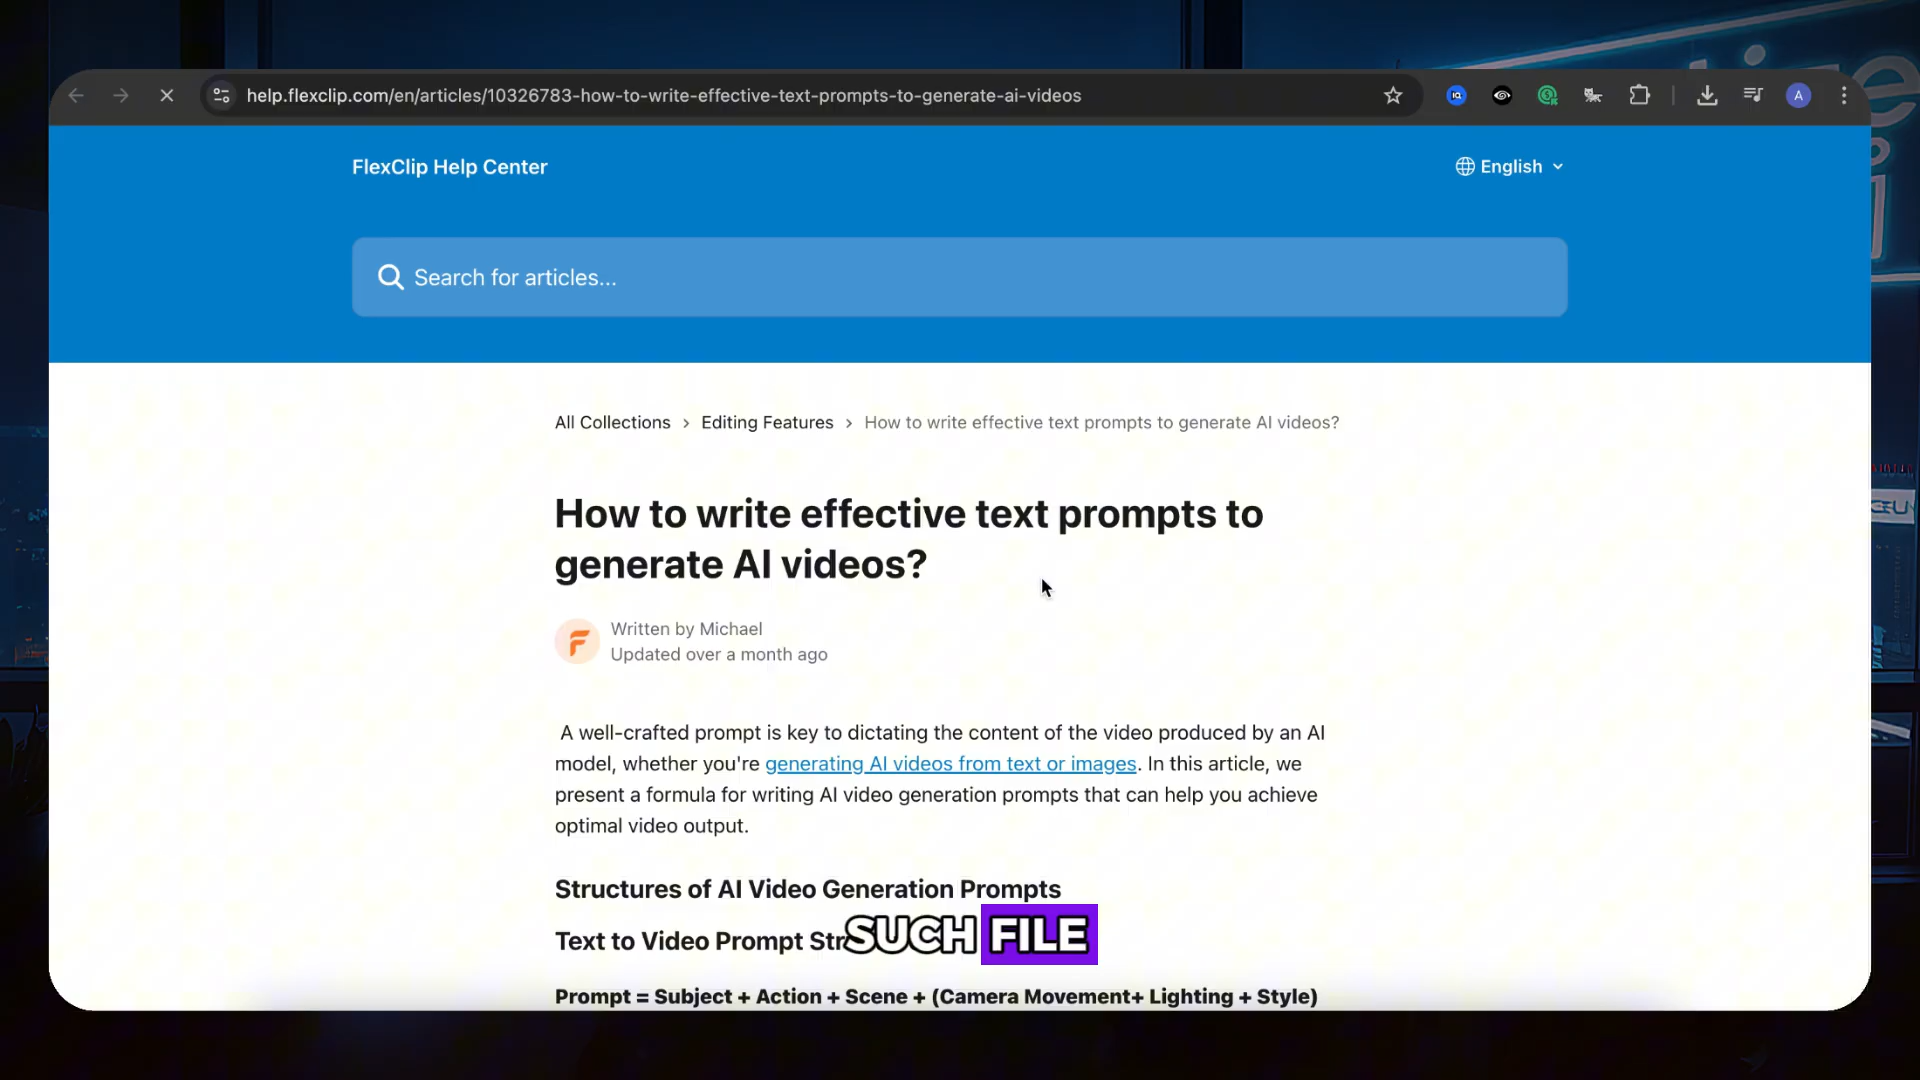 help.flexclip.com/en/articles/10326783-how-to-write-effective-text-prompts-to-generate-ai-videos
A
FlexClip Help Center
English
Search for articles...
All Collections > Editing Features > How to write effective text prompts to generate AI videos?
How to write effective text prompts to
generate AI videos?
Written by Michael
Updated over a month ago
A well-crafted prompt is key to dictating the content of the video produced by an AI
model, whether you're generating AI videos from text or images. In this article, we
present a formula for writing AI video generation prompts that can help you achieve
optimal video output.
Structures of AI Video Generation Prompts
Text to Video Prompt Str
SUCH FILE
Prompt = Subject + Action + Scene + (Camera Movement+ Lighting + Style)